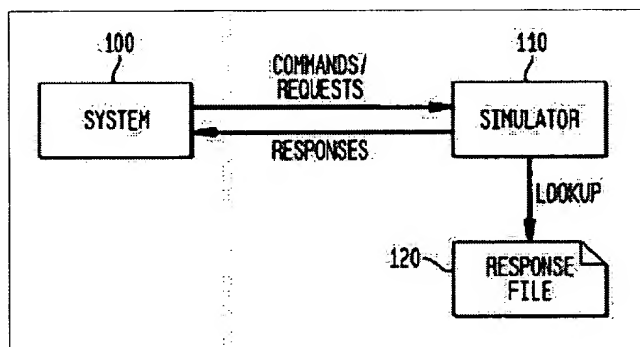 100
110
COMMANDS/
REQUESTS
SYSTEM
SIMULATOR
RESPONSES
LOOKUP
120
RESPONSE
FILE